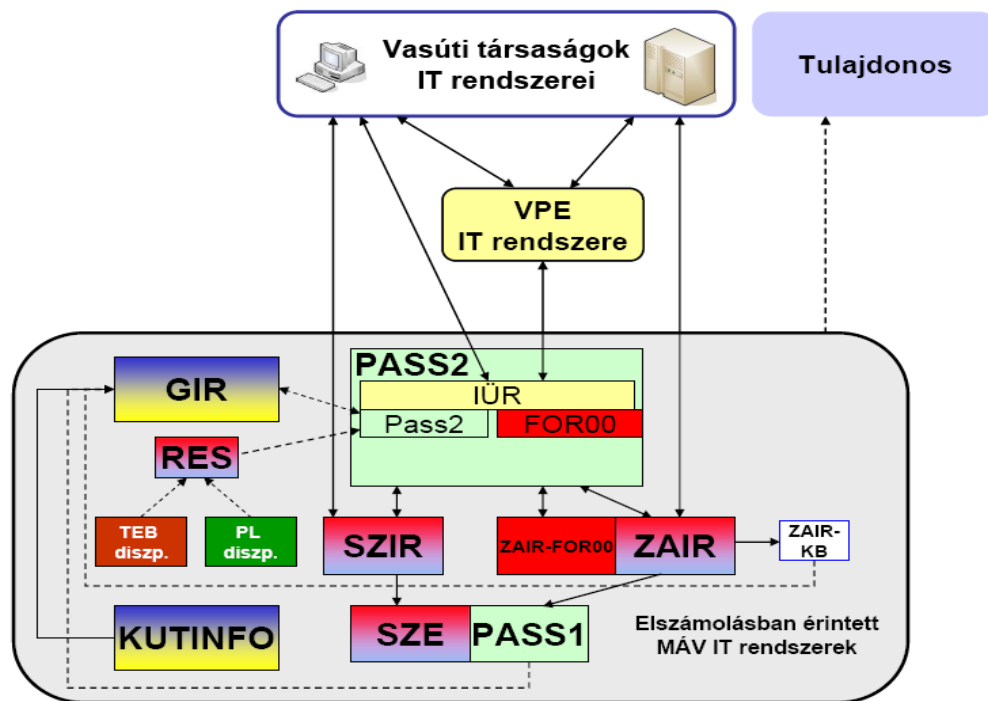 Vasúti társaságok
IT rendszerei
Tulajdonos
VPE
IT rendszere
PASS2
IÜR
Pass2
FOR00
GIR
RES
TEB
diszp.
PL
diszp.
SZIR
ZAIR-FOR00
ZAIR
ZAIR-
KB
KUTINFO
SZE
PASS1
Elszámolásban érintett
MÁV IT rendszerek